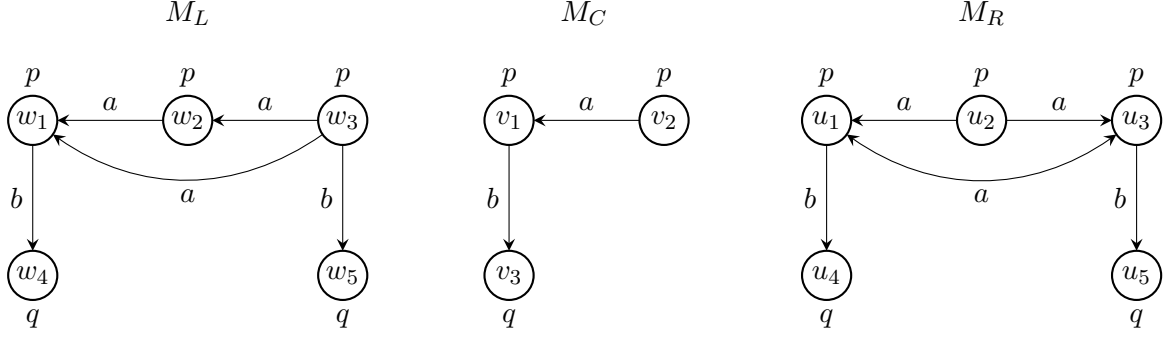 M_L M_C M_R
p p p p p p p p
w_1 a w_2 a w_3 v_1 a v_2 u_1 a u_2 a u_3
a a
b b b b b
w_4 w_5 v_3 u_4 u_5
q q q q q